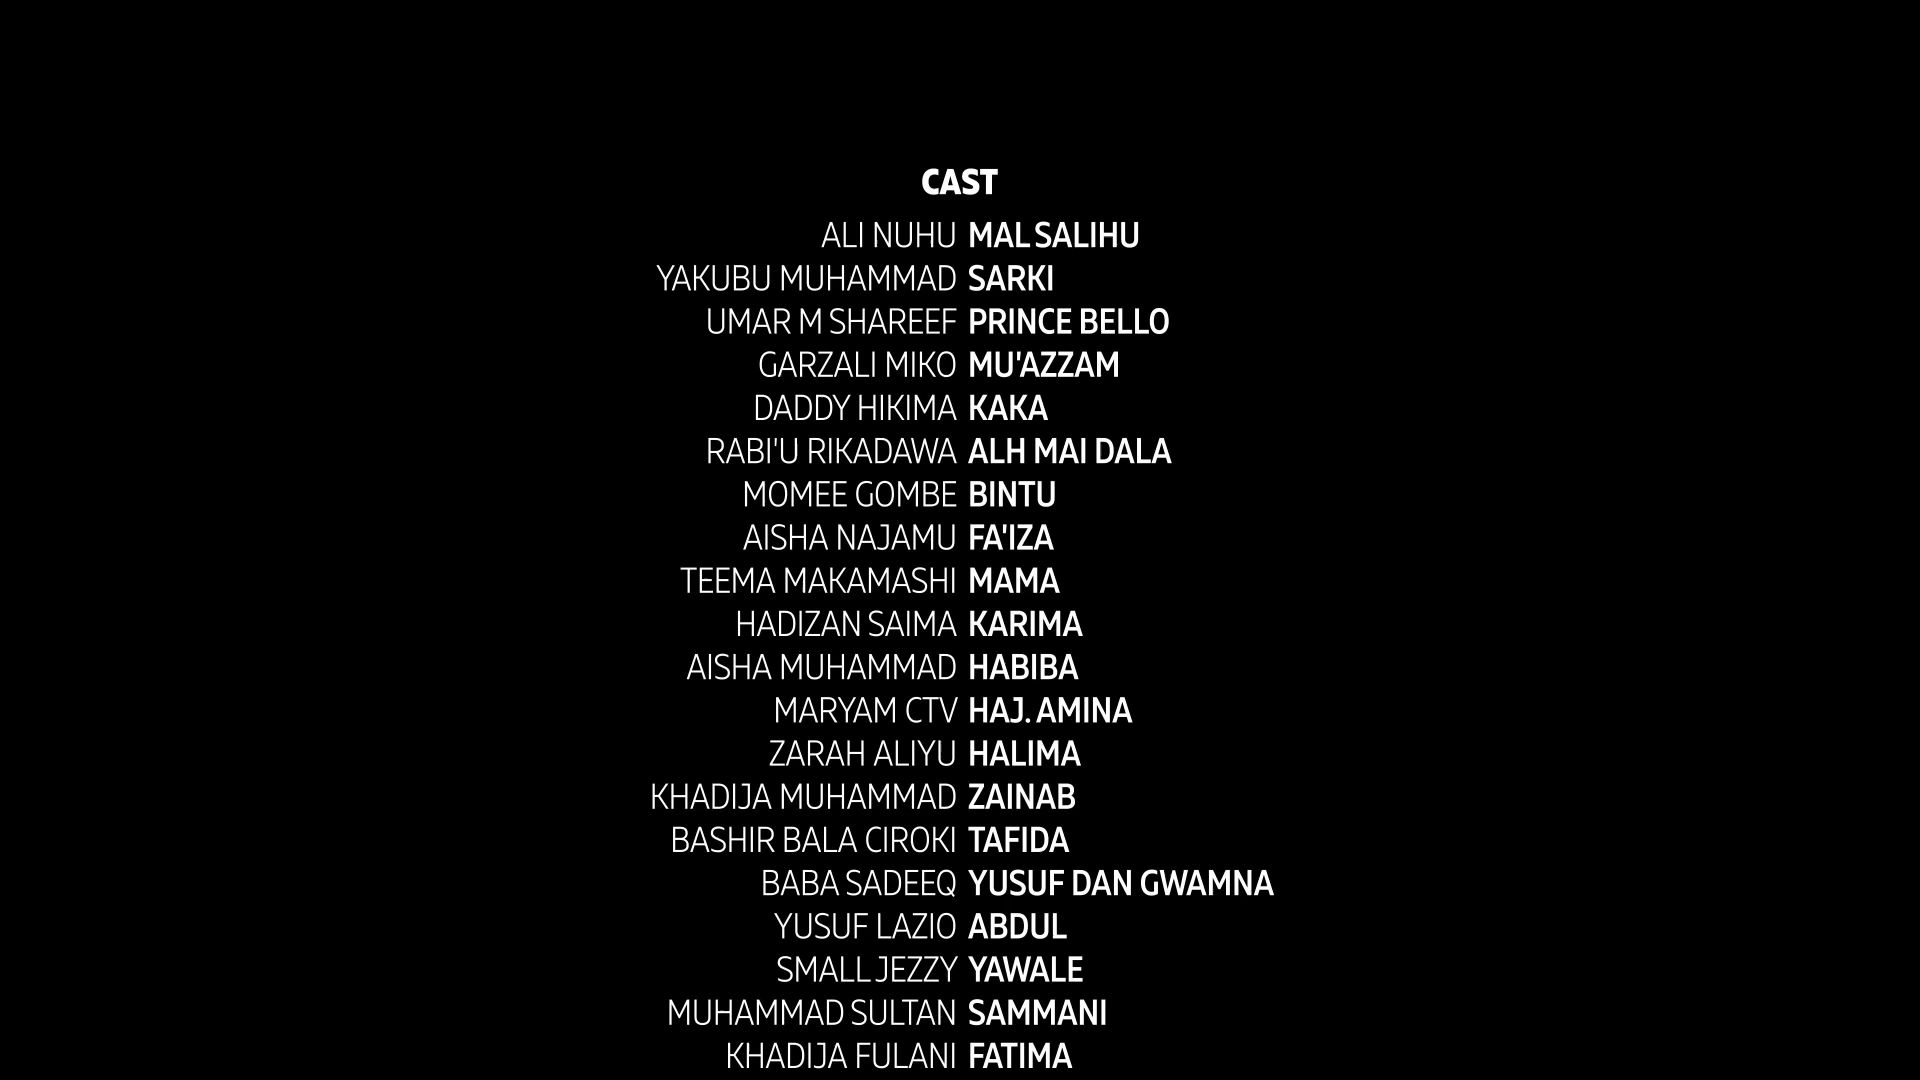 CAST
ALI NUHU MAL SALIHU
YAKUBU MUHAMMAD SARKI
UMAR M SHAREEF PRINCE BELLO
GARZALI MIKO MU'AZZAM
DADDY HIKIMA KAKA
RABI'U RIKADAWA ALH MAI DALA
MOMEE GOMBE BINTU
AISHA NAJAMU FA'IZA
TEEMA MAKAMASHI MAMA
HADIZAN SAIMA KARIMA
AISHA MUHAMMAD HABIBA
MARYAM CTV HAJ. AMINA
ZARAH ALIYU HALIMA
KHADIJA MUHAMMAD ZAINAB
BASHIR BALA CIROKI TAFIDA
BABA SADEEQ YUSUF DAN GWAMNA
YUSUF LAZIO ABDUL
SMALL JEZZY YAWALE
MUHAMMAD SULTAN SAMMANI
KHADIJA FULANI FATIMA